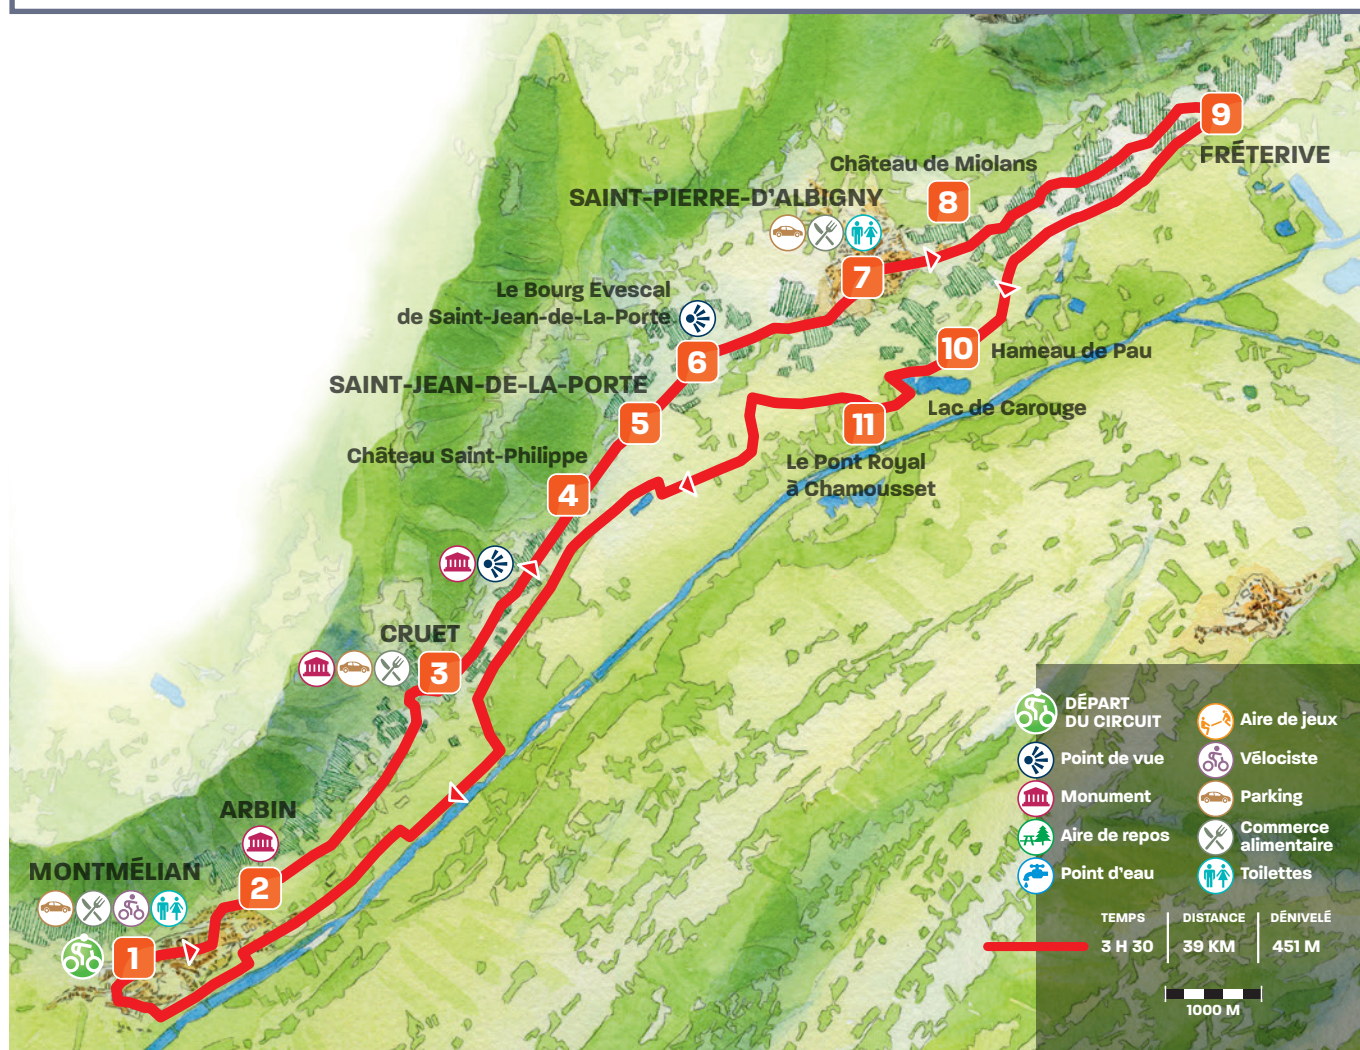 9
FRÉTERIVE
Château de Miolans
8
SAINT-PIERRE-D'ALBIGNY
7
Le Bourg Evescal
de Saint-Jean-de-La-Porte
6
10
Hameau de Pau
SAINT-JEAN-DE-LA-PORTE
5
11
Lac de Carouge
Château Saint-Philippe
4
Le Pont Royal
à Chamousset
CRUET
3
ARBIN
2
MONTMÉLIAN
1
DÉPART
DU CIRCUIT
Point de vue
Monument
Aire de repos
Point d'eau
Aire de jeux
Vélociste
Parking
Commerce
alimentaire
Toilettes
TEMPS DISTANCE DÉNIVELÉ
3 H 30 39 KM 451 M
1000 M